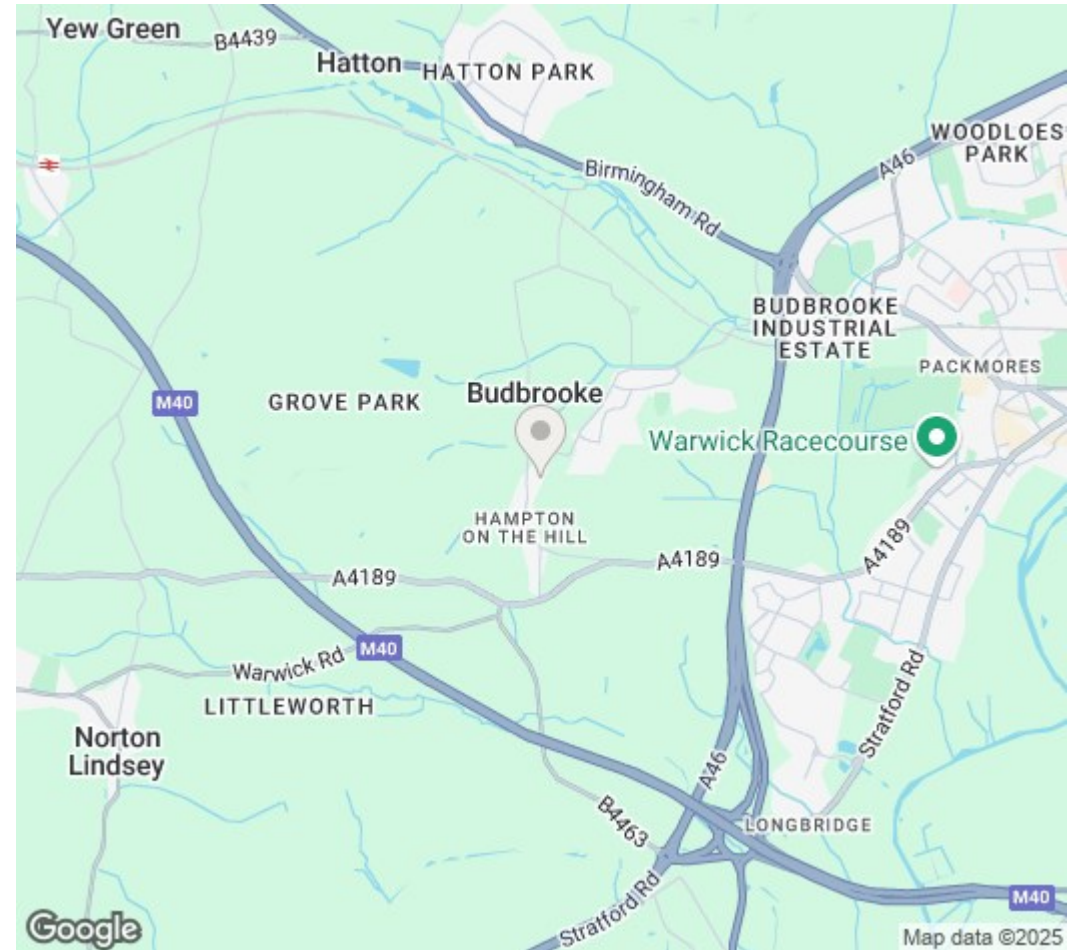 Yew Green
B4439
Hatton
HATTON PARK
WOODLOES
PARK
A46
Birmingham Rd
BUDBROOKE
INDUSTRIAL
ESTATE
PACKMORES
M40
GROVE PARK
Budbrooke
Warwick Racecourse
HAMPTON
ON THE HILL
A4189
A4189
A4189
M40
Warwick Rd
LITTLEWORTH
Stratford Rd
Norton
Lindsey
A46
B4463
LONGBRIDGE
Stratford Rd
M40
Google
Map data ©2025